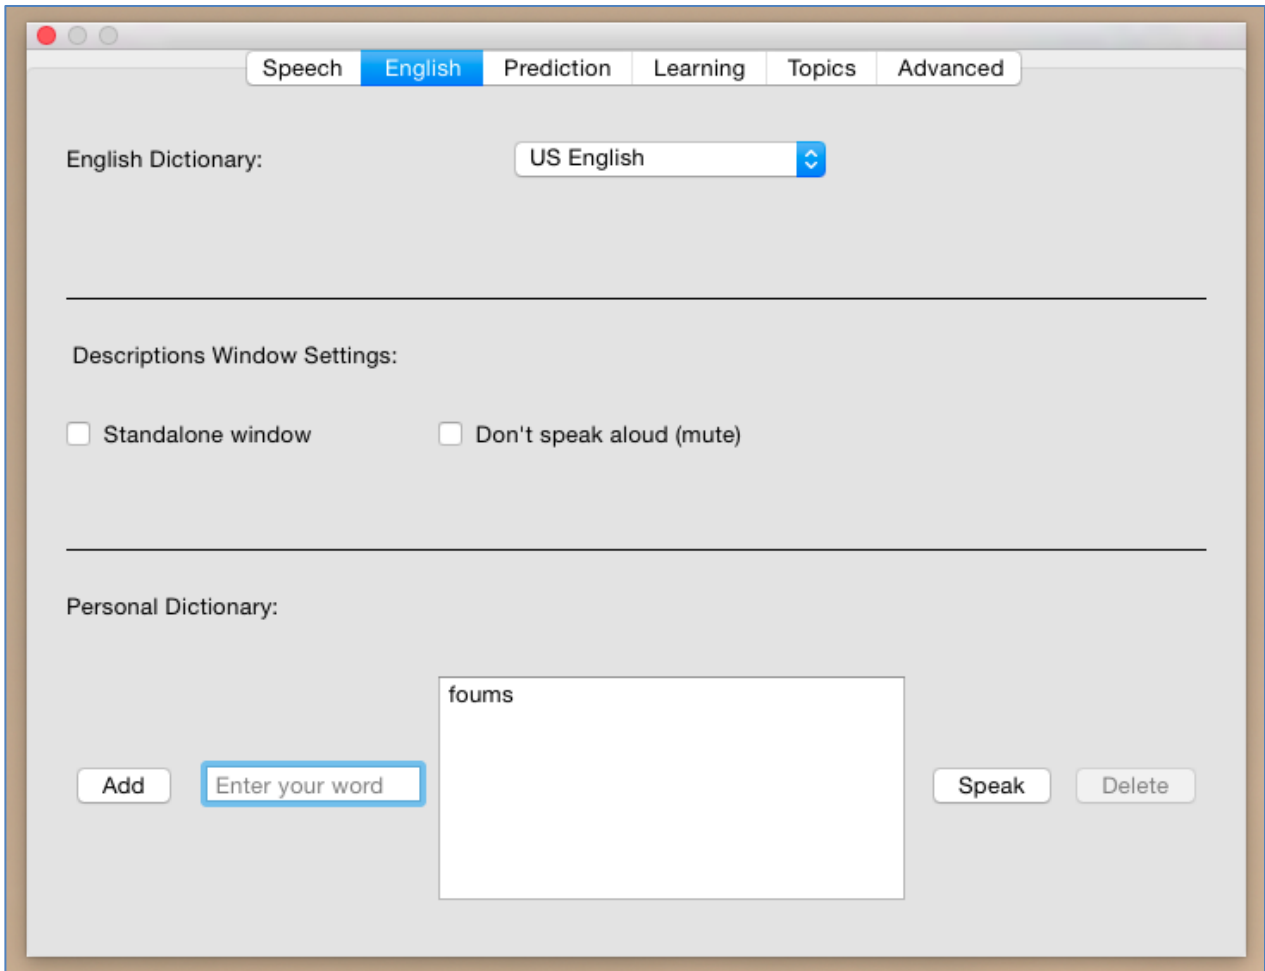 Speech English Prediction Learning Topics Advanced
English Dictionary: US English
Descriptions Window Settings:
Standalone window Don't speak aloud (mute)
Personal Dictionary:
foums
Add Enter your word Speak Delete